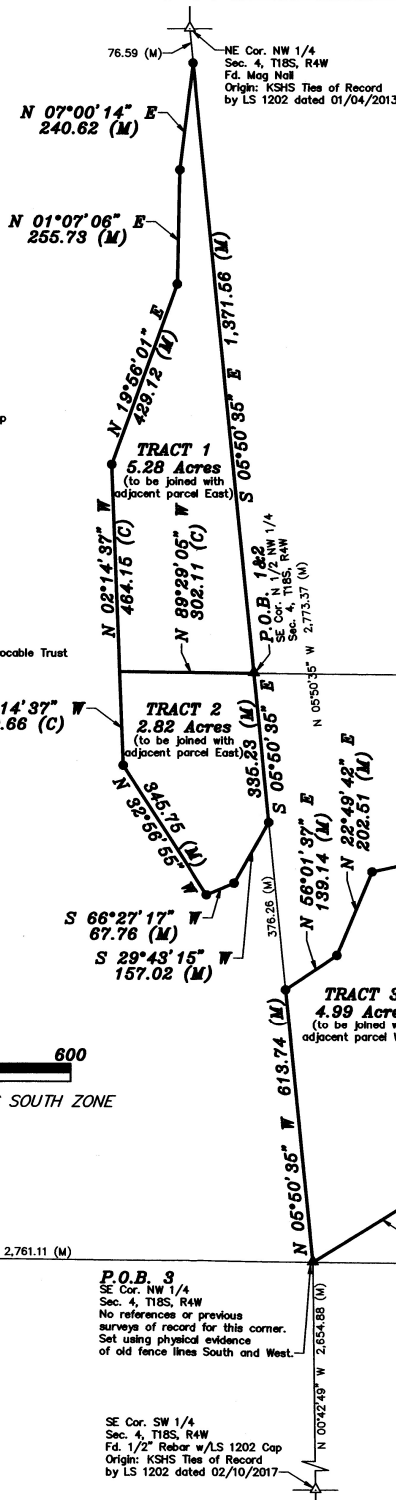 76.59 (M)
NE Cor. NW 1/4
Sec. 4, T18S, R4W
Fd. Mag Nail
Origin: KSHS Ties of Record
by LS 1202 dated 01/04/2013
N 07°00'14" E
240.62 (M)
N 01°07'06" E
255.73 (M)
N 19°56'01" E
429.12 (M)
S 05°50'35" E 1,371.56 (M)
TRACT 1
5.28 Acres
(to be joined with
adjacent parcel East)
N 02°14'37" W
464.15 (C)
N 89°29'05" W
302.11 (C)
P.O.B. 1&2
SE Cor. N 1/2 NW 1/4
Sec. 4, T18S, R4W
N 05°50'35" W 2,773.37 (M)
ocable Trust
14'37" W
.66 (C)
TRACT 2
2.82 Acres
(to be joined with
adjacent parcel East)
335.23 (M)
S 05°50'35" E
345.75 (M)
N 32°56'55" W
S 66°27'17" W
67.76 (M)
S 29°43'15" W
157.02 (M)
376.26 (M)
N 56°01'37" E
139.14 (M)
N 22°49'42" E
202.51 (M)
TRACT 3
4.99 Acre
(to be joined w
adjacent parcel
N 05°50'35" W 613.74 (M)
600
SOUTH ZONE
2,761.11 (M)
P.O.B. 3
SE Cor. NW 1/4
Sec. 4, T18S, R4W
No references or previous
surveys of record for this corner.
Set using physical evidence
of old fence lines South and West.
N 00°42'49" W 2,654.88 (M)
SE Cor. SW 1/4
Sec. 4, T18S, R4W
Fd. 1/2" Rebar w/LS 1202 Cap
Origin: KSHS Ties of Record
by LS 1202 dated 02/10/2017